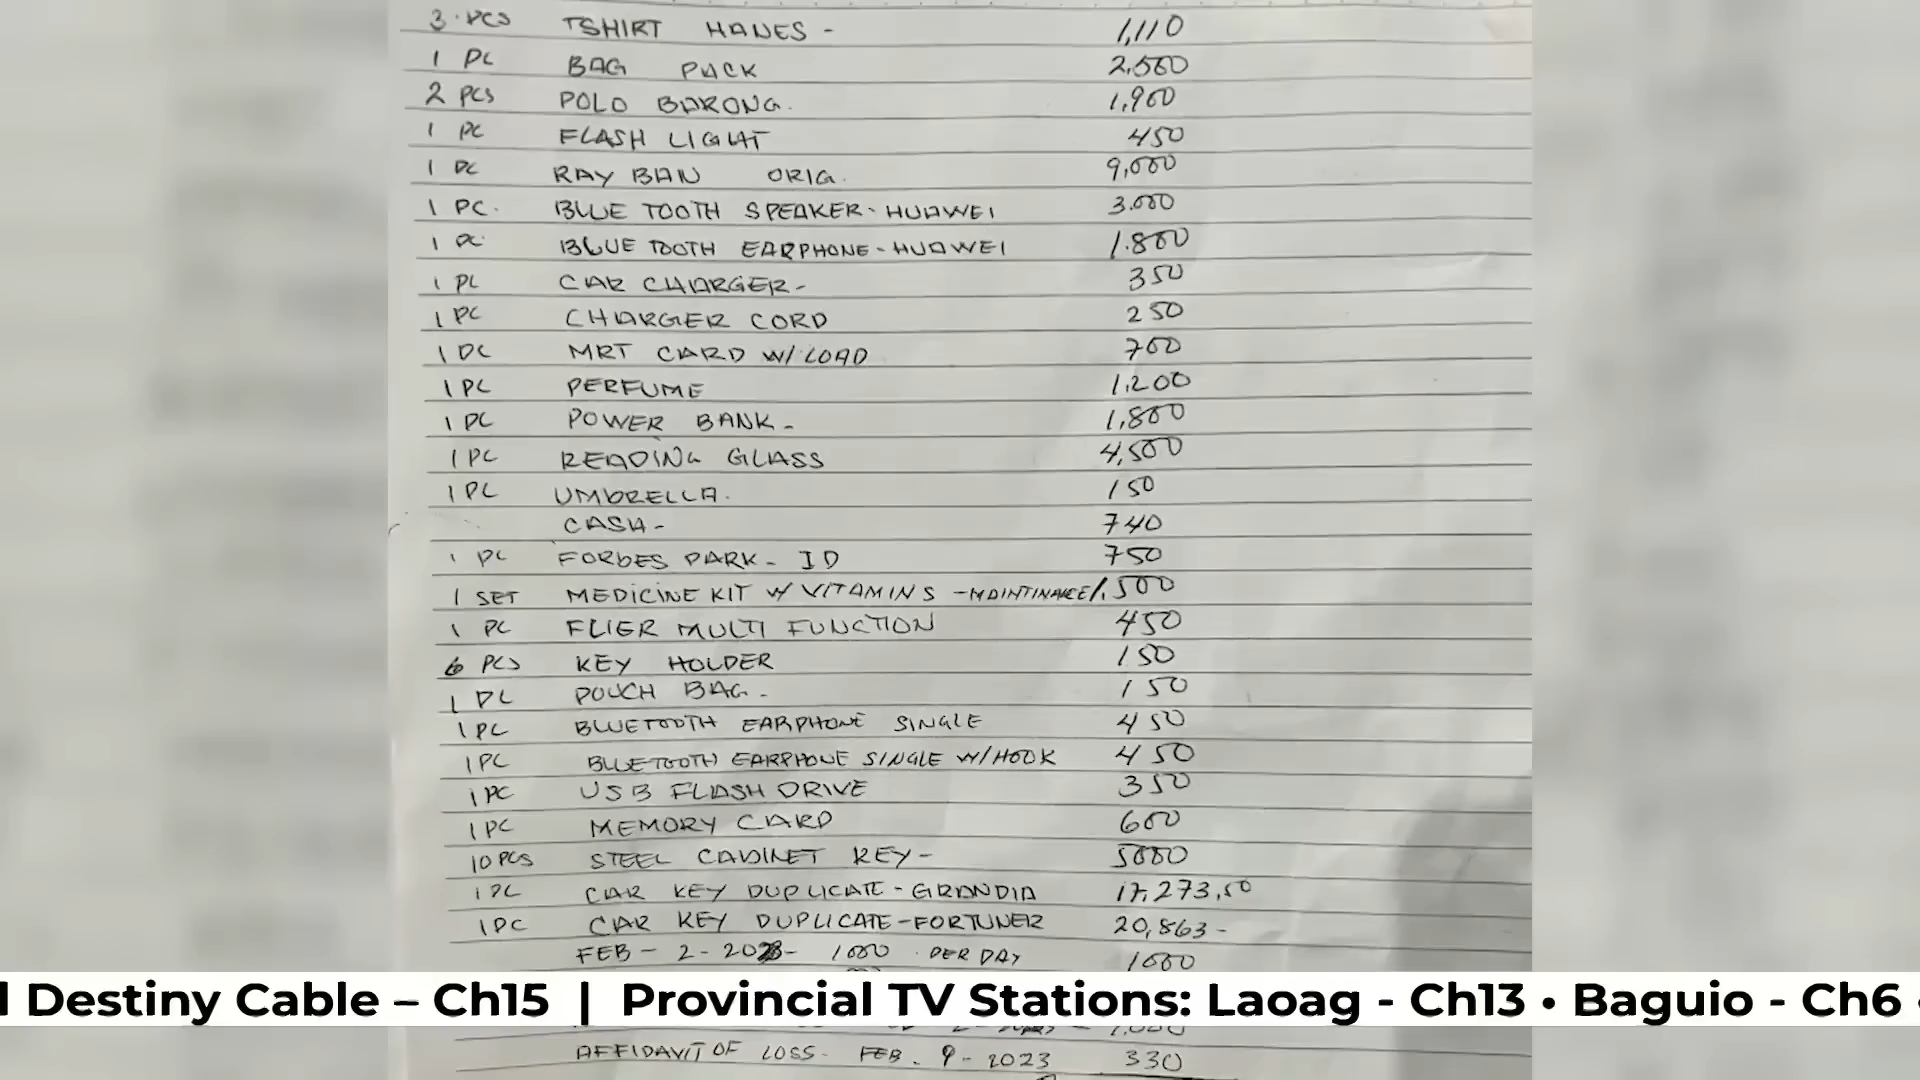 3 PCS TSHIRT HANES - 1,110
1 PC BAG PACK 2,500
2 PCS POLO BARONG. 1,900
1 PC FLASH LIGHT 450
1 PC RAY BAN ORIG. 9,000
1 PC. BLUE TOOTH SPEAKER - HUAWEI 3.000
1 PC BLUE TOOTH EARPHONE - HUAWEI 1.800
1 PC CAR CHARGER - 350
1 PC CHARGER CORD 250
1 PC MRT CARD W/ LOAD 700
1 PC PERFUME 1,200
1 PC POWER BANK - 1,800
1 PC READING GLASS 4,500
1 PC UMBRELLA. 150
CASH - 740
1 PC FORBES PARK - ID 750
1 SET MEDICINE KIT W/ VITAMINS - MAINTINANCE 1,500
1 PC FLIER MULTI FUNCTION 450
6 PCS KEY HOLDER 150
1 PC POUCH BAG - 150
1 PC BLUETOOTH EARPHONE SINGLE 450
1 PC BLUETOOTH EARPHONE SINGLE W/HOOK 450
1 PC USB FLASH DRIVE 350
1 PC MEMORY CARD 600
10 PCS STEEL CABINET KEY - 5000
1 PC CAR KEY DUPLICATE - GRANDIA 17,273,50
1 PC CAR KEY DUPLICATE - FORTUNER 20,863 -
FEB - 2 - 2023 - 1000 PER DAY 1000
l Destiny Cable – Ch15 | Provincial TV Stations: Laoag - Ch13 • Baguio - Ch6 •
AFFIDAVIT OF LOSS - FEB. 9 - 2023 330